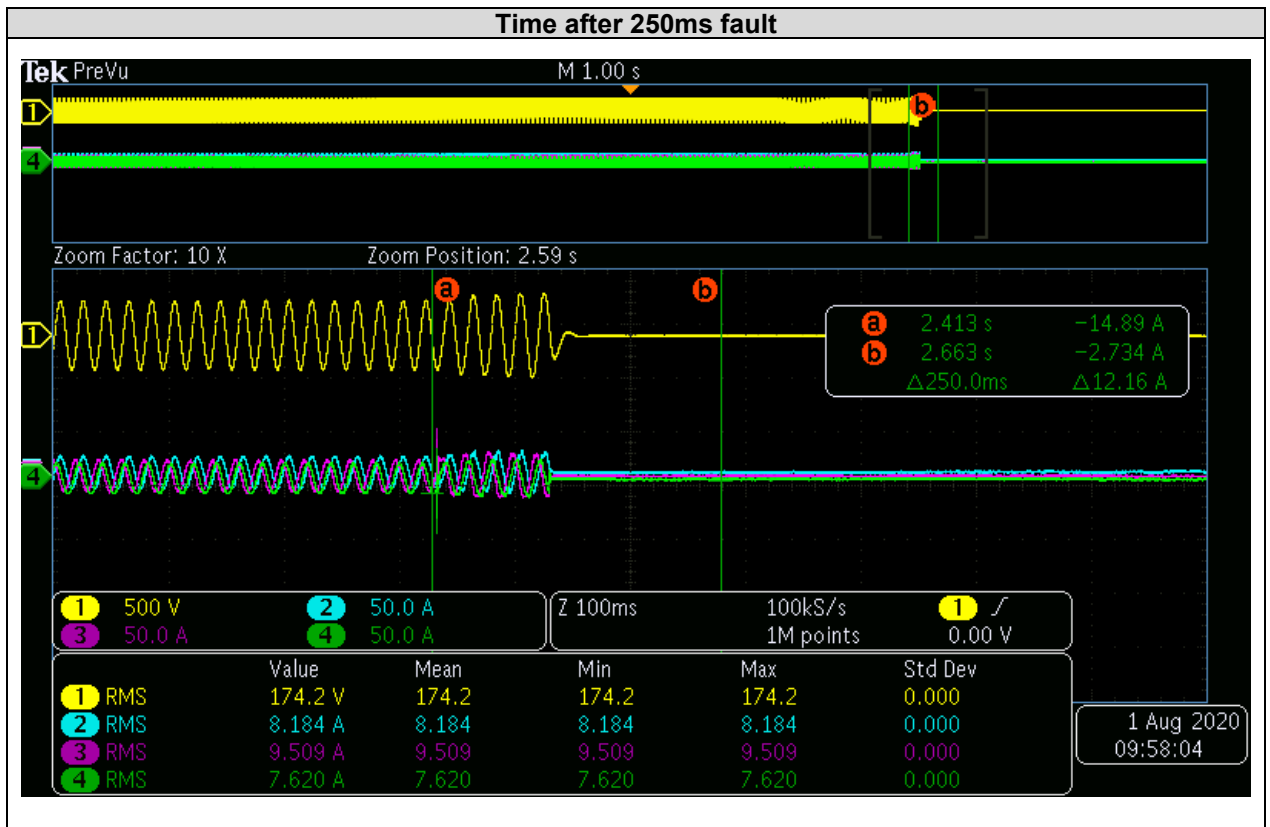 Time after 250ms fault
Tek PreVu M 1.00 s
1
b
4
Zoom Factor: 10 X Zoom Position: 2.59 s
a b
1
a 2.413 s −14.89 A
b 2.663 s −2.734 A
△250.0ms △12.16 A
4
1 500 V 2 50.0 A Z 100ms 100kS/s 1
3 50.0 A 4 50.0 A 1M points 0.00 V
Value Mean Min Max Std Dev
1 RMS 174.2 V 174.2 174.2 174.2 0.000
2 RMS 8.184 A 8.184 8.184 8.184 0.000
3 RMS 9.509 A 9.509 9.509 9.509 0.000
4 RMS 7.620 A 7.620 7.620 7.620 0.000
1 Aug 2020
09:58:04